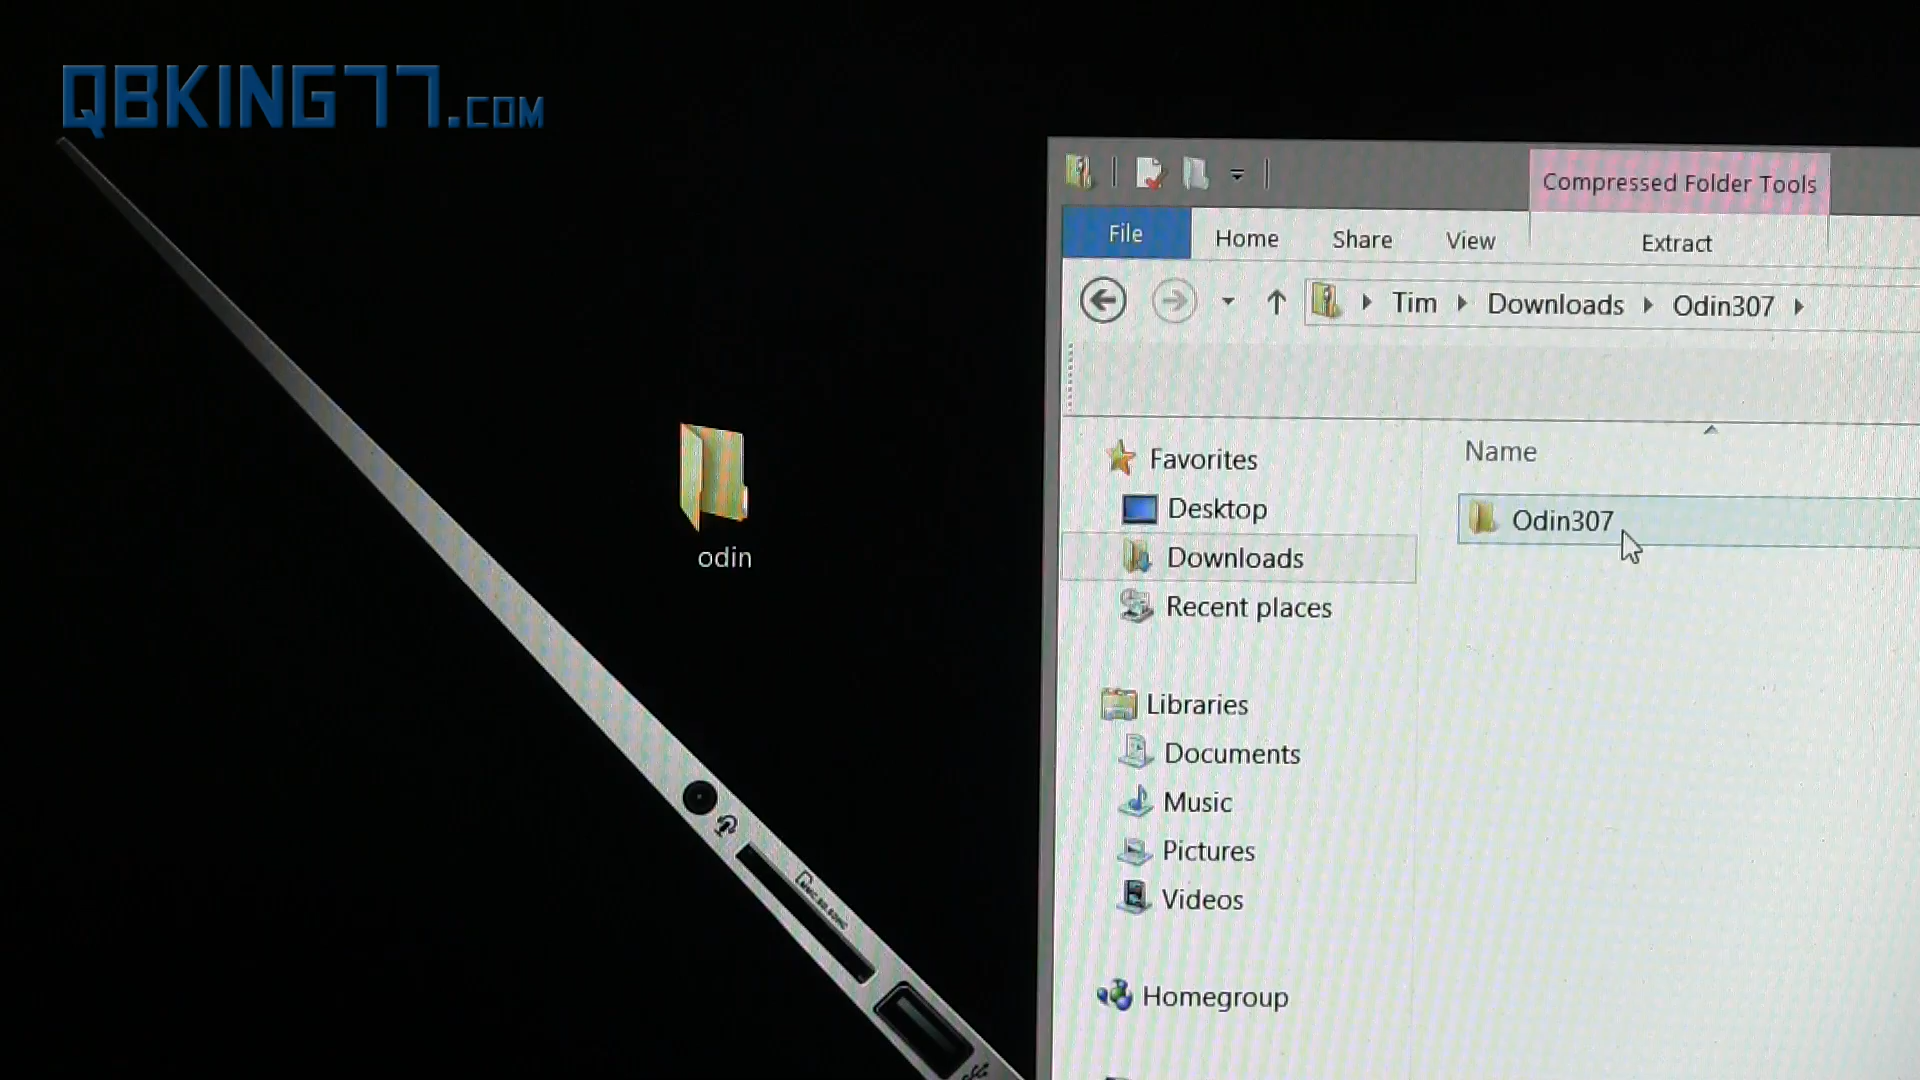 QBKING77.COM
Compressed Folder Tools
File
Home
Share
View
Extract
Tim
Downloads
Odin307
Name
Favorites
Desktop
Downloads
Recent places
Odin307
odin
Libraries
Documents
Music
Pictures
Videos
Homegroup